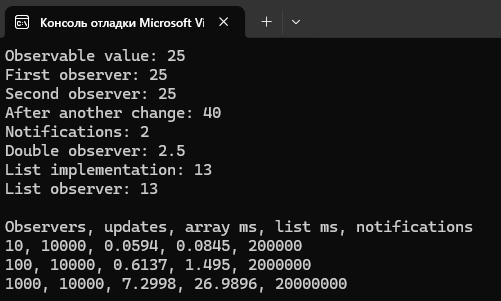 Консоль отладки Microsoft Vi
Observable value: 25
First observer: 25
Second observer: 25
After another change: 40
Notifications: 2
Double observer: 2.5
List implementation: 13
List observer: 13
Observers, updates, array ms, list ms, notifications
10, 10000, 0.0594, 0.0845, 200000
100, 10000, 0.6137, 1.495, 2000000
1000, 10000, 7.2998, 26.9896, 20000000